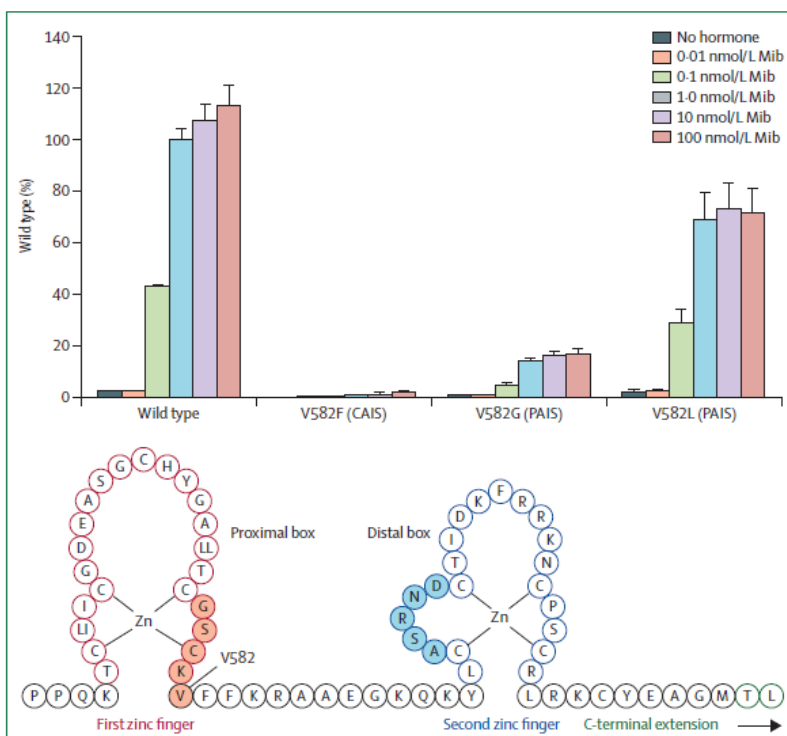 140
120
100
80
60
40
20
0
Wild type (%)
No hormone
0·01 nmol/L Mib
0·1 nmol/L Mib
1·0 nmol/L Mib
10 nmol/L Mib
100 nmol/L Mib
Wild type
V582F (CAIS)
V582G (PAIS)
V582L (PAIS)
P P Q K
T C LI I C G D E A S G C H Y G A LL T C G S C K
Zn
Proximal box
V582
V F F K R A A E G K Q K Y
L C A S R N D C T I D K F R R K N C P S C R
Distal box
Zn
L R K C Y E A G M T L
First zinc finger
Second zinc finger
C-terminal extension